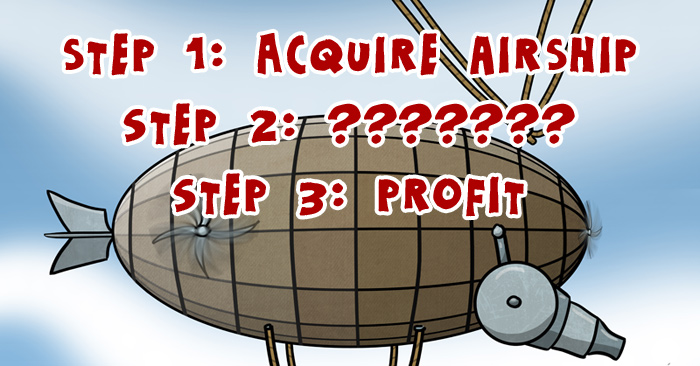 STEP 1: ACQUIRE AIRSHIP
STEP 2: ???????
STEP 3: PROFIT